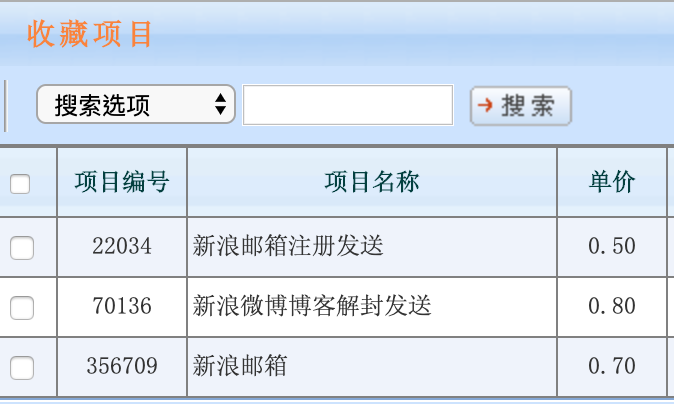 收藏项目
搜索选项 搜索
项目编号 项目名称 单价
22034 新浪邮箱注册发送 0.50
70136 新浪微博博客解封发送 0.80
356709 新浪邮箱 0.70